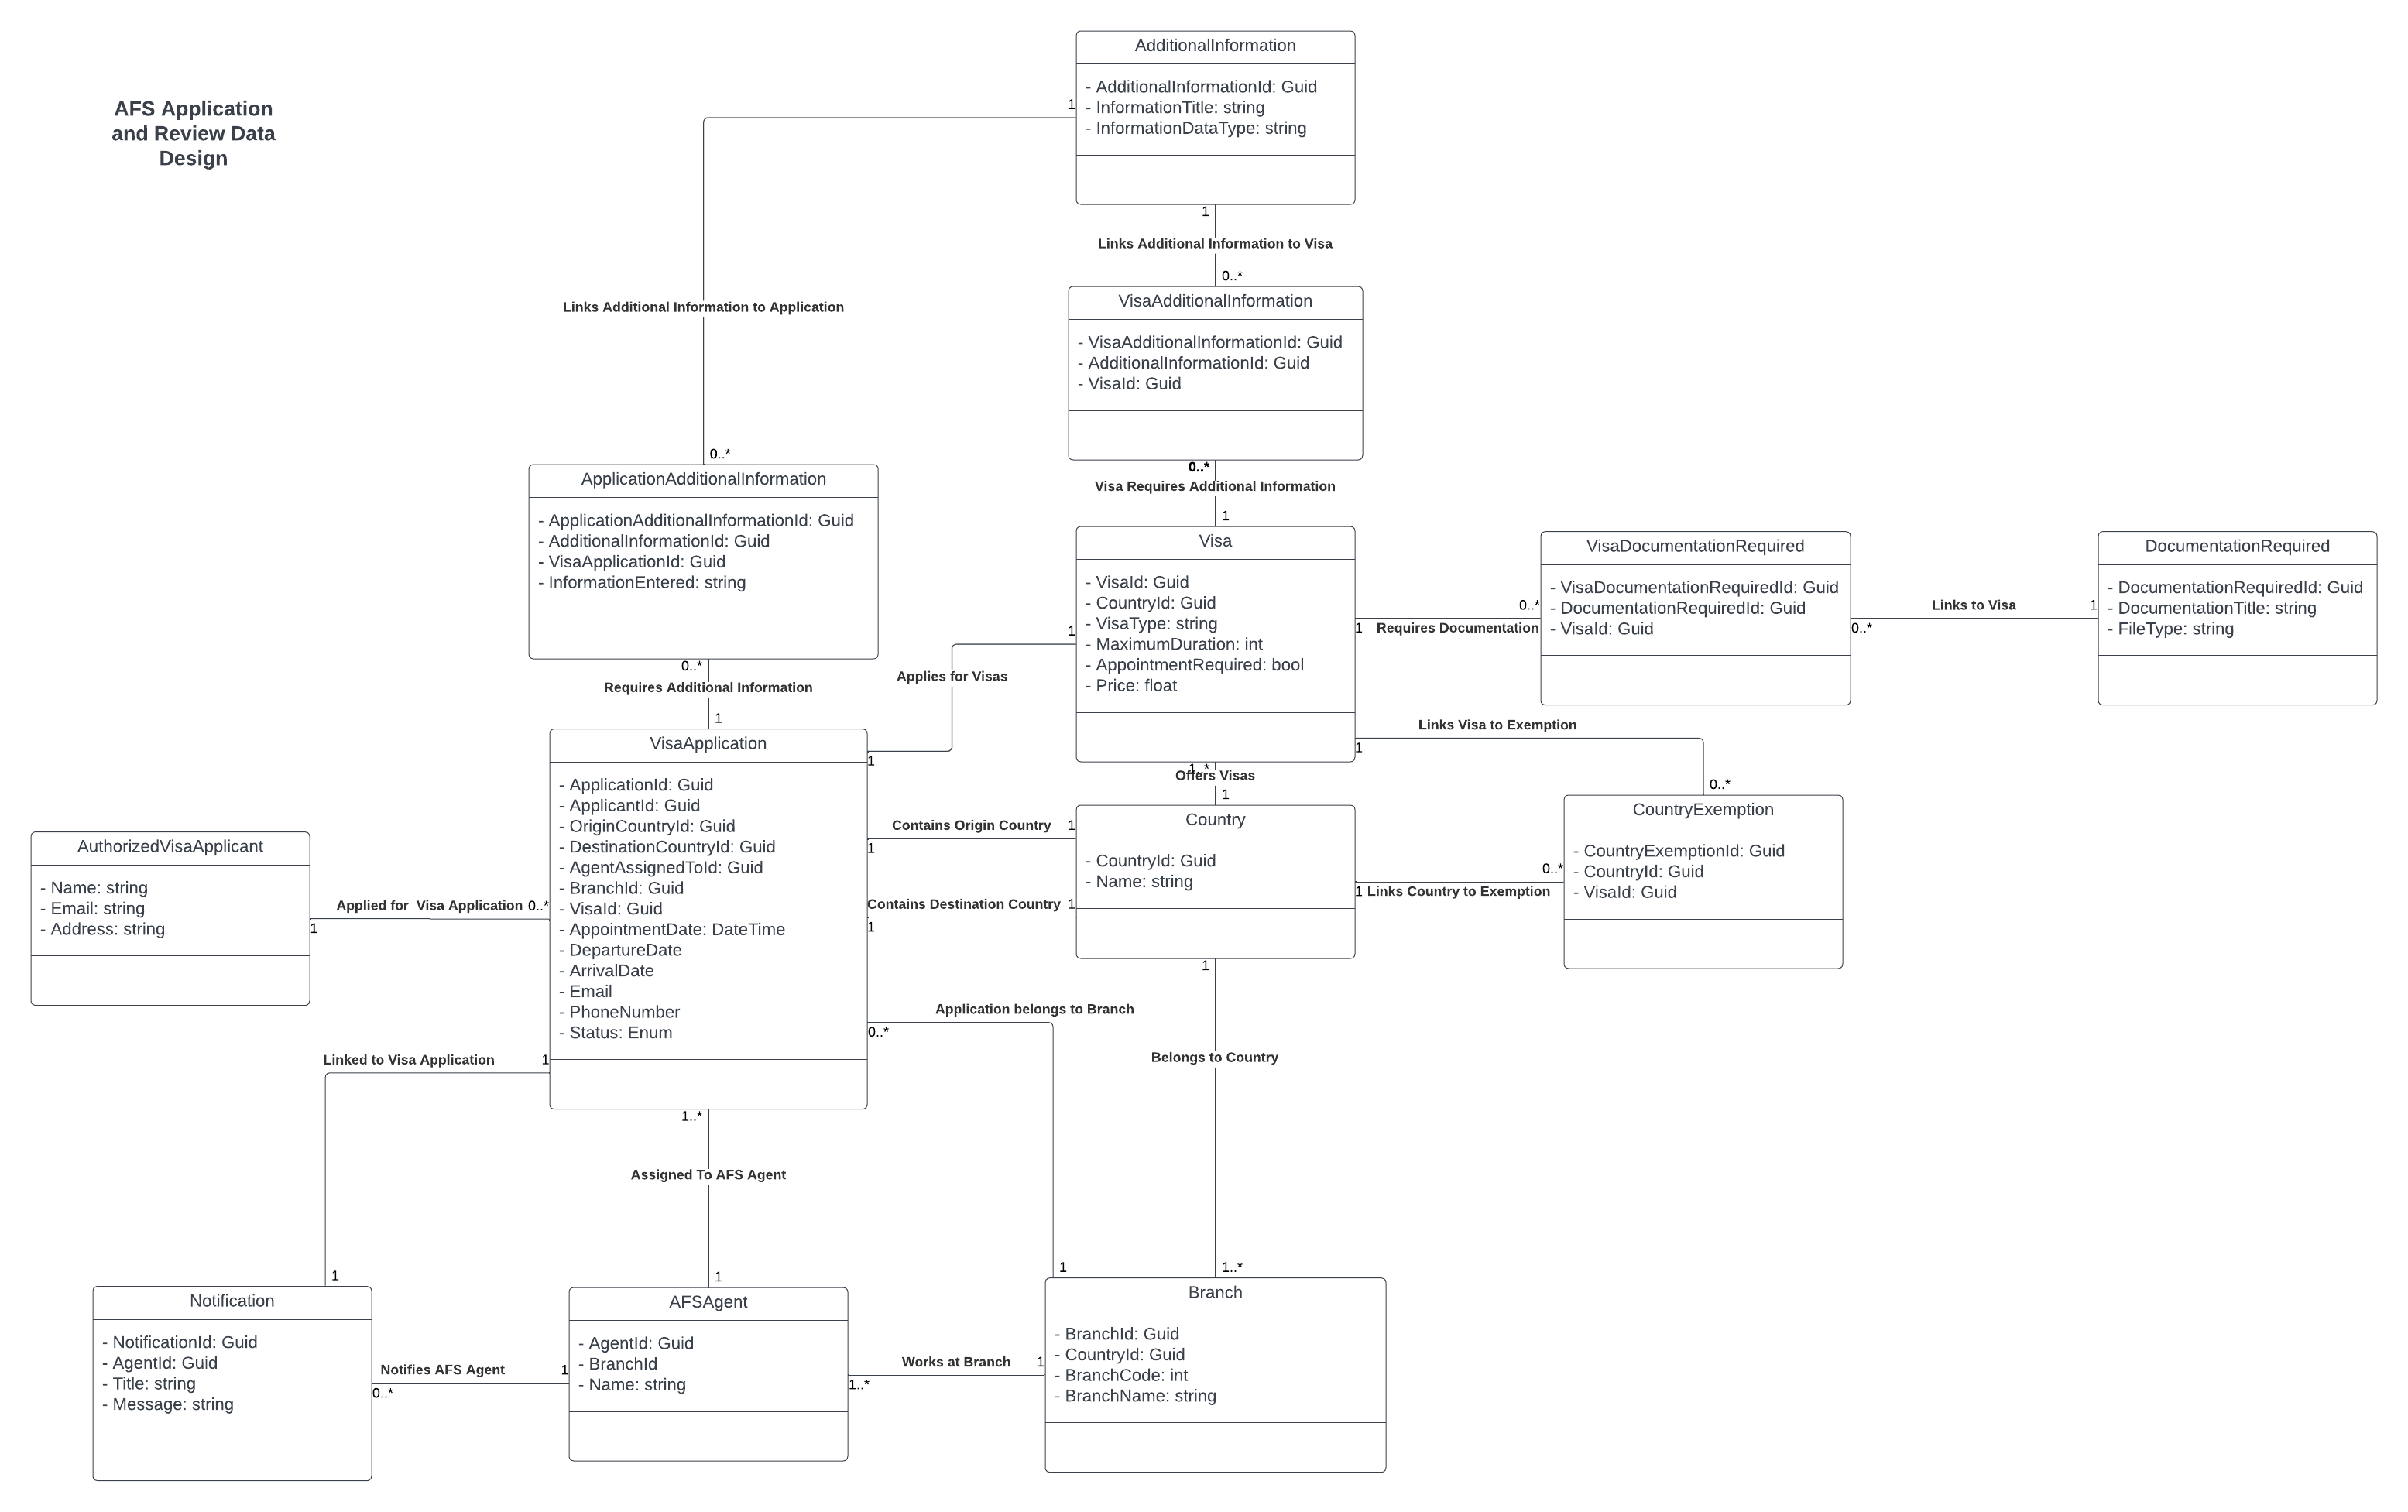 AFS Application
and Review Data
Design
AdditionalInformation
- AdditionalInformationId: Guid
- InformationTitle: string
- InformationDataType: string
1
1
Links Additional Information to Visa
0..*
VisaAdditionalInformation
- VisaAdditionalInformationId: Guid
- AdditionalInformationId: Guid
- VisaId: Guid
Links Additional Information to Application
0..*
0..*
Visa Requires Additional Information
1
ApplicationAdditionalInformation
- ApplicationAdditionalInformationId: Guid
- AdditionalInformationId: Guid
- VisaApplicationId: Guid
- InformationEntered: string
0..*
Requires Additional Information
1
Visa
- VisaId: Guid
- CountryId: Guid
- VisaType: string
- MaximumDuration: int
- AppointmentRequired: bool
- Price: float
1
Applies for Visas
1
0..*
1
Requires Documentation
VisaDocumentationRequired
- VisaDocumentationRequiredId: Guid
- DocumentationRequiredId: Guid
- VisaId: Guid
Links to Visa
1
0..*
DocumentationRequired
- DocumentationRequiredId: Guid
- DocumentationTitle: string
- FileType: string
Links Visa to Exemption
1
0..*
1..*
Offers Visas
1
VisaApplication
- ApplicationId: Guid
- ApplicantId: Guid
- OriginCountryId: Guid
- DestinationCountryId: Guid
- AgentAssignedToId: Guid
- BranchId: Guid
- VisaId: Guid
- AppointmentDate: DateTime
- DepartureDate
- ArrivalDate
- Email
- PhoneNumber
- Status: Enum
Contains Origin Country
1
1
Contains Destination Country
1
1
Country
- CountryId: Guid
- Name: string
0..*
1
Links Country to Exemption
CountryExemption
- CountryExemptionId: Guid
- CountryId: Guid
- VisaId: Guid
AuthorizedVisaApplicant
- Name: string
- Email: string
- Address: string
Applied for Visa Application
0..*
1
1
Application belongs to Branch
0..*
1
Belongs to Country
1..*
Linked to Visa Application
1
1
1..*
Assigned To AFS Agent
1
Notification
- NotificationId: Guid
- AgentId: Guid
- Title: string
- Message: string
Notifies AFS Agent
1
0..*
AFSAgent
- AgentId: Guid
- BranchId
- Name: string
Works at Branch
1
1..*
Branch
- BranchId: Guid
- CountryId: Guid
- BranchCode: int
- BranchName: string